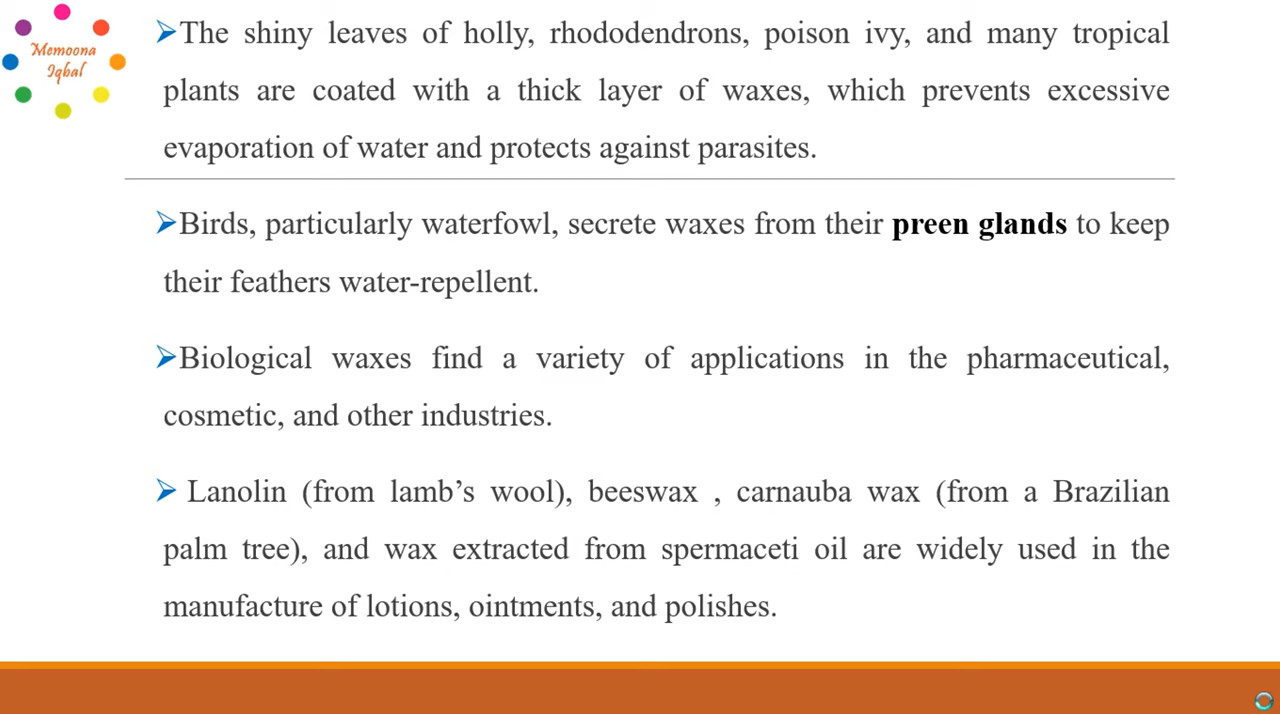 Memoona
Iqbal
➢The shiny leaves of holly, rhododendrons, poison ivy, and many tropical
plants are coated with a thick layer of waxes, which prevents excessive
evaporation of water and protects against parasites.
➢Birds, particularly waterfowl, secrete waxes from their preen glands to keep
their feathers water-repellent.
➢Biological waxes find a variety of applications in the pharmaceutical,
cosmetic, and other industries.
➢ Lanolin (from lamb’s wool), beeswax , carnauba wax (from a Brazilian
palm tree), and wax extracted from spermaceti oil are widely used in the
manufacture of lotions, ointments, and polishes.